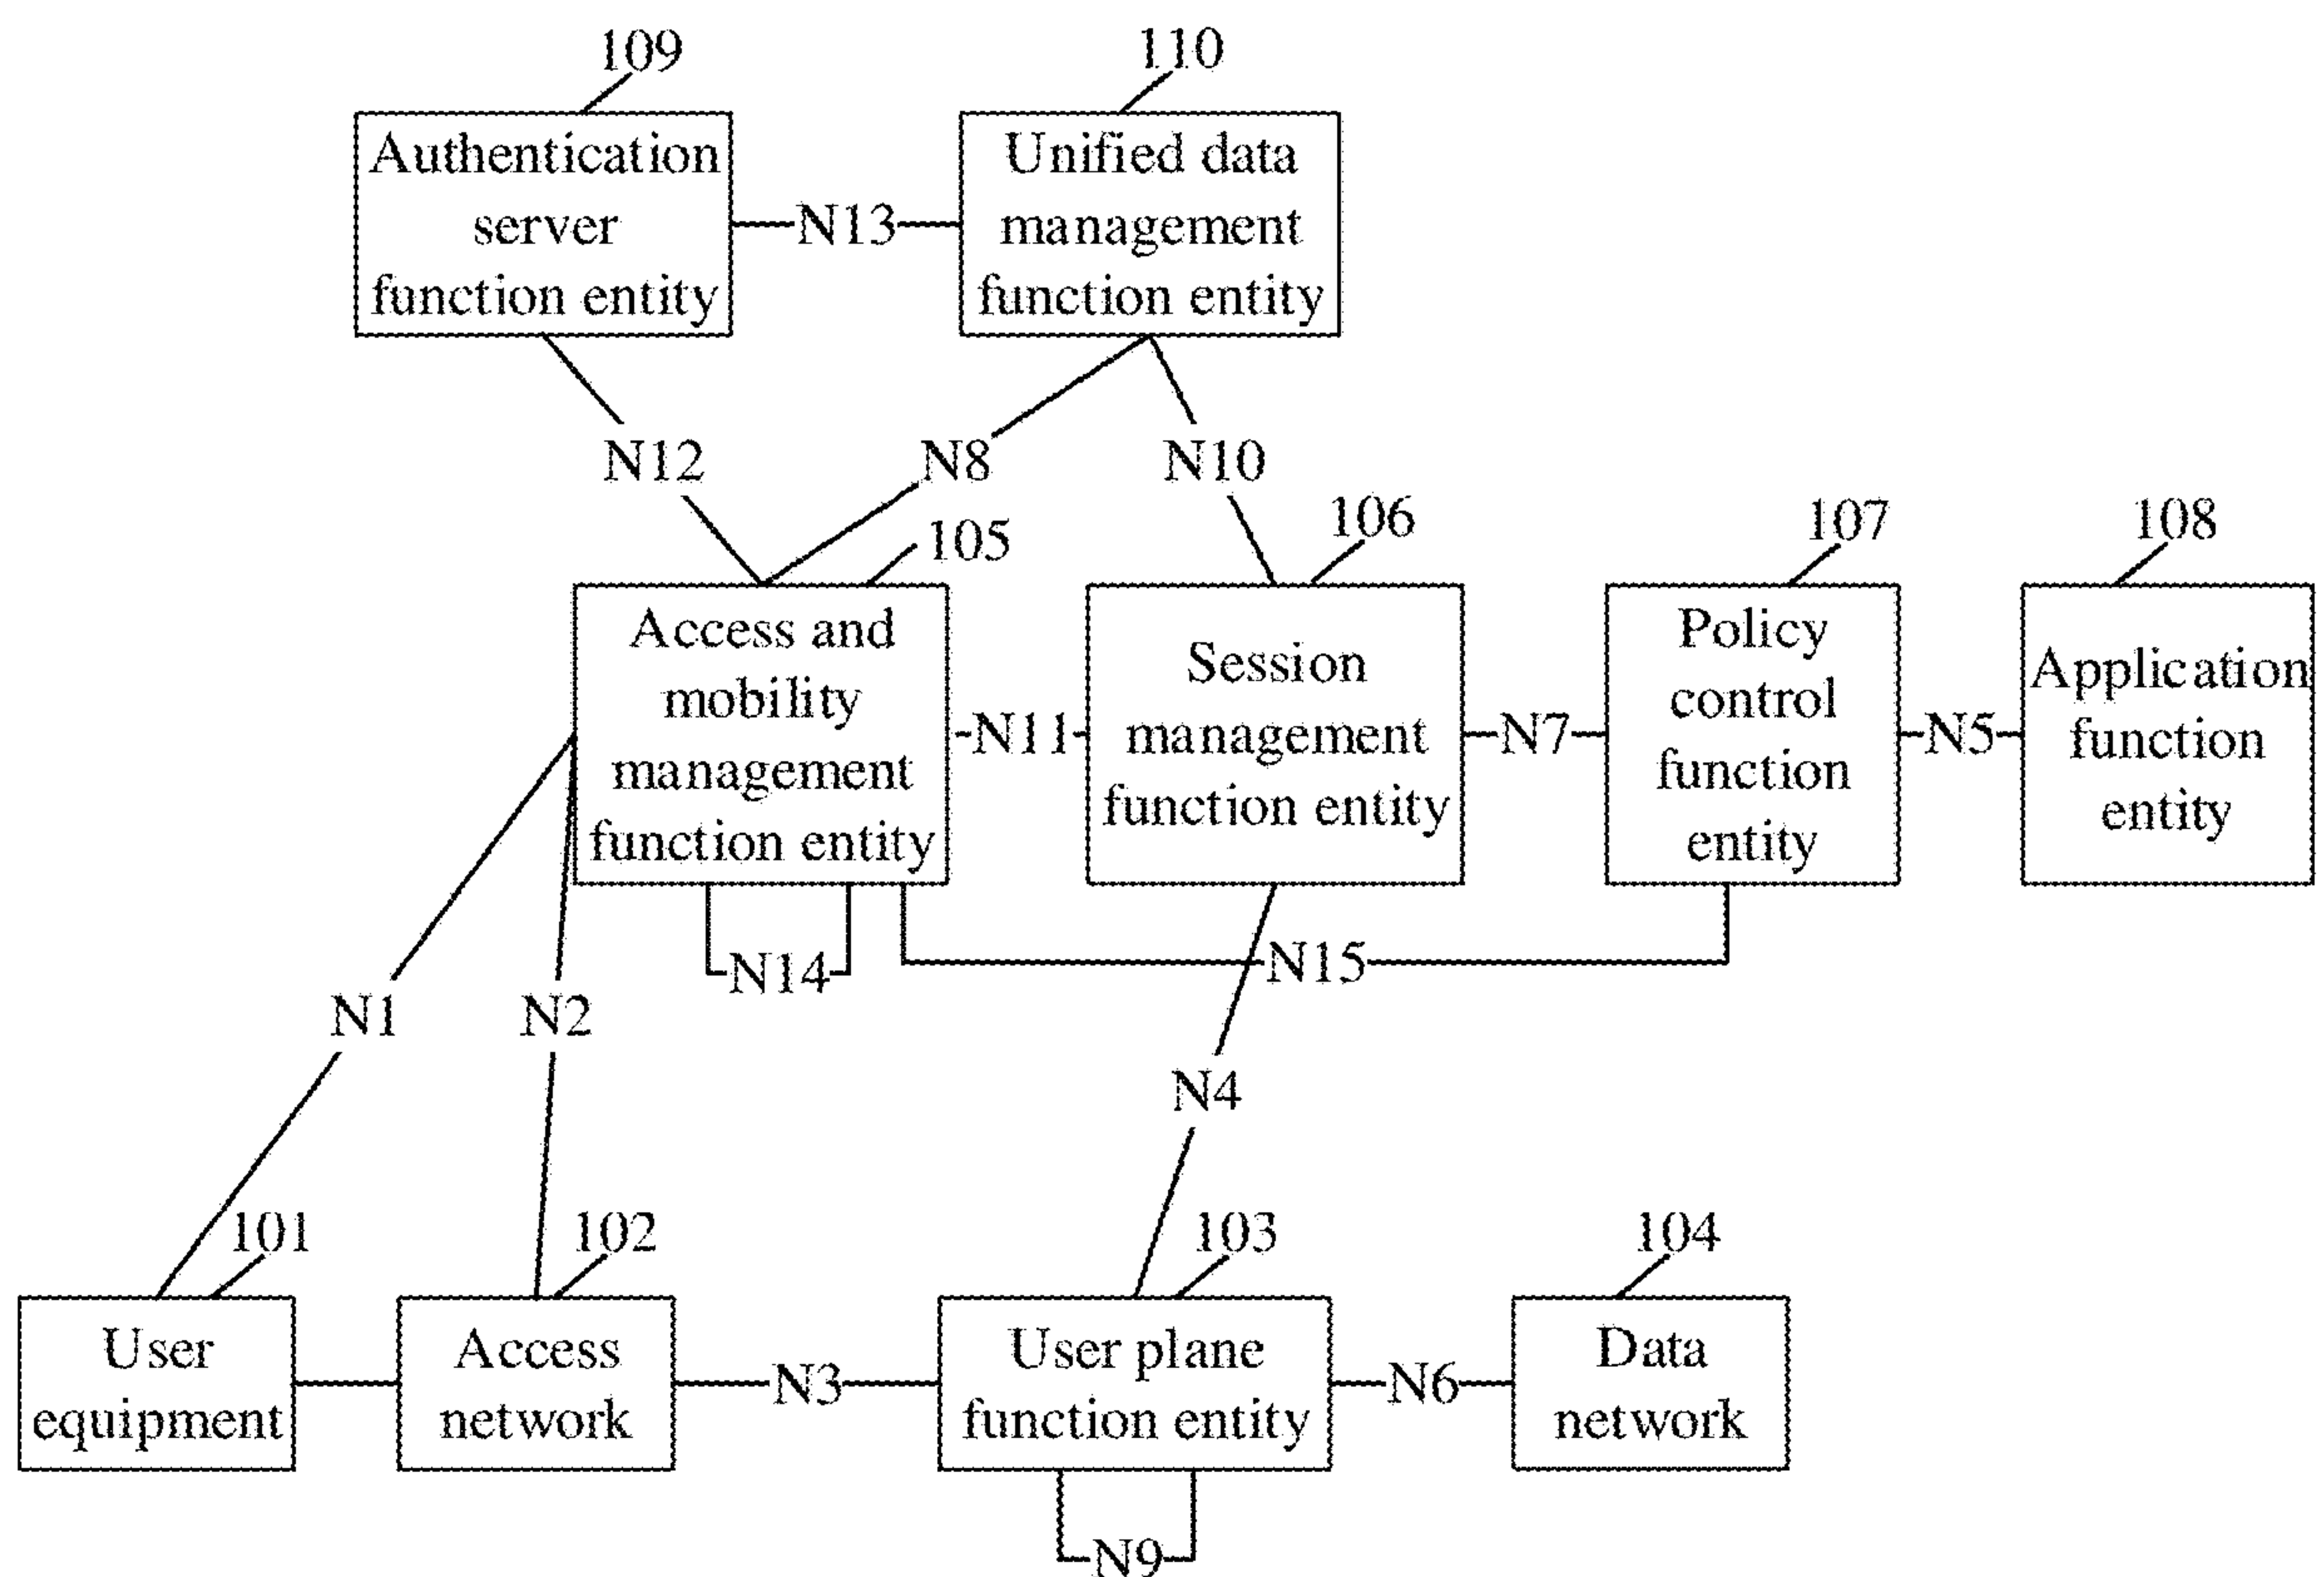 109
110
Authentication
server
function entity
N13
Unified data
management
function entity
N12
N8
N10
105
106
107
108
Access and
mobility
management
function entity
N11
Session
management
function entity
N7
Policy
control
function
entity
N5
Application
function
entity
N14
N15
N1
N2
N4
101
102
103
104
User
equipment
Access
network
N3
User plane
function entity
N6
Data
network
N9